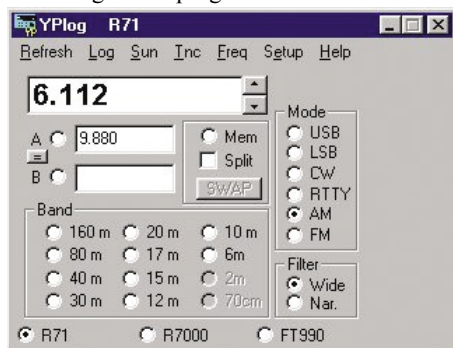 YPlog R71
Refresh Log Sun Inc Freq Setup Help
6.112
A 9.880
=
B
Mem
Split
SWAP
Mode
USB
LSB
CW
RTTY
AM
FM
Band
160 m 20 m 10 m
80 m 17 m 6m
40 m 15 m 2m
30 m 12 m 70cm
Filter
Wide
Nar.
R71 R7000 FT990